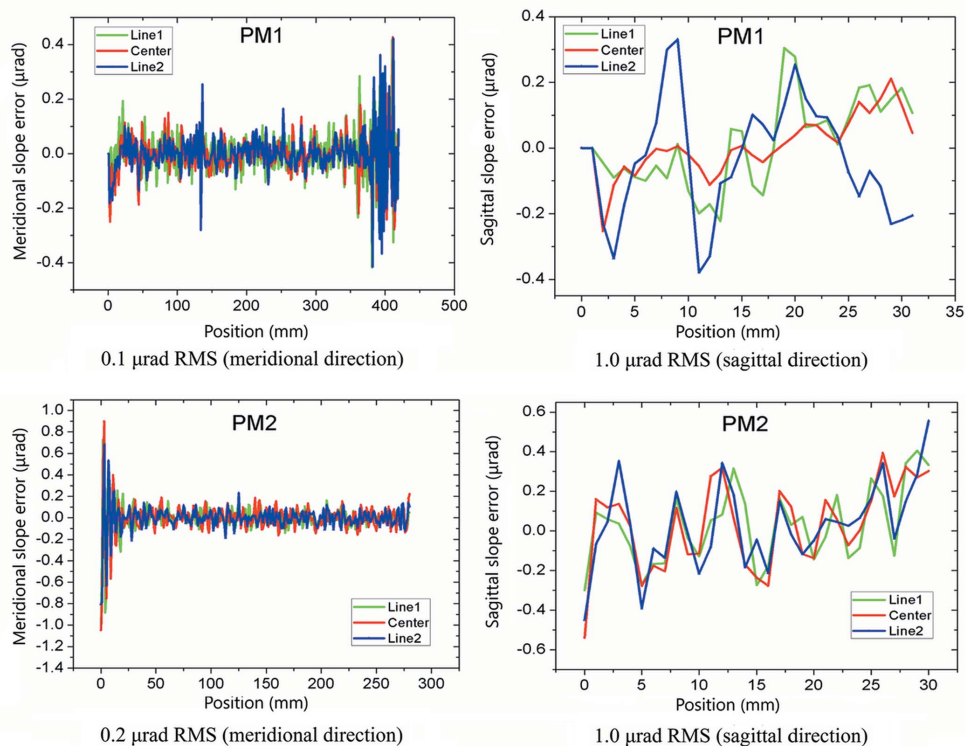 PM1
Line1
Center
Line2
Meridional slope error (μrad)
0.4
0.2
0.0
-0.2
-0.4
0 100 200 300 400 500
Position (mm)
0.1 μrad RMS (meridional direction)
PM1
Line1
Center
Line2
Sagittal slope error (μrad)
0.4
0.2
0.0
-0.2
-0.4
0 5 10 15 20 25 30 35
Position (mm)
1.0 μrad RMS (sagittal direction)
PM2
Meridional slope error (μrad)
1.0
0.8
0.6
0.4
0.2
0.0
-0.2
-0.4
-0.6
-0.8
-1.0
-1.2
-1.4
Line1
Center
Line2
0 50 100 150 200 250 300
Position (mm)
0.2 μrad RMS (meridional direction)
PM2
Sagittal slope error (μrad)
0.6
0.4
0.2
0.0
-0.2
-0.4
-0.6
Line1
Center
Line2
0 5 10 15 20 25 30
Position (mm)
1.0 μrad RMS (sagittal direction)